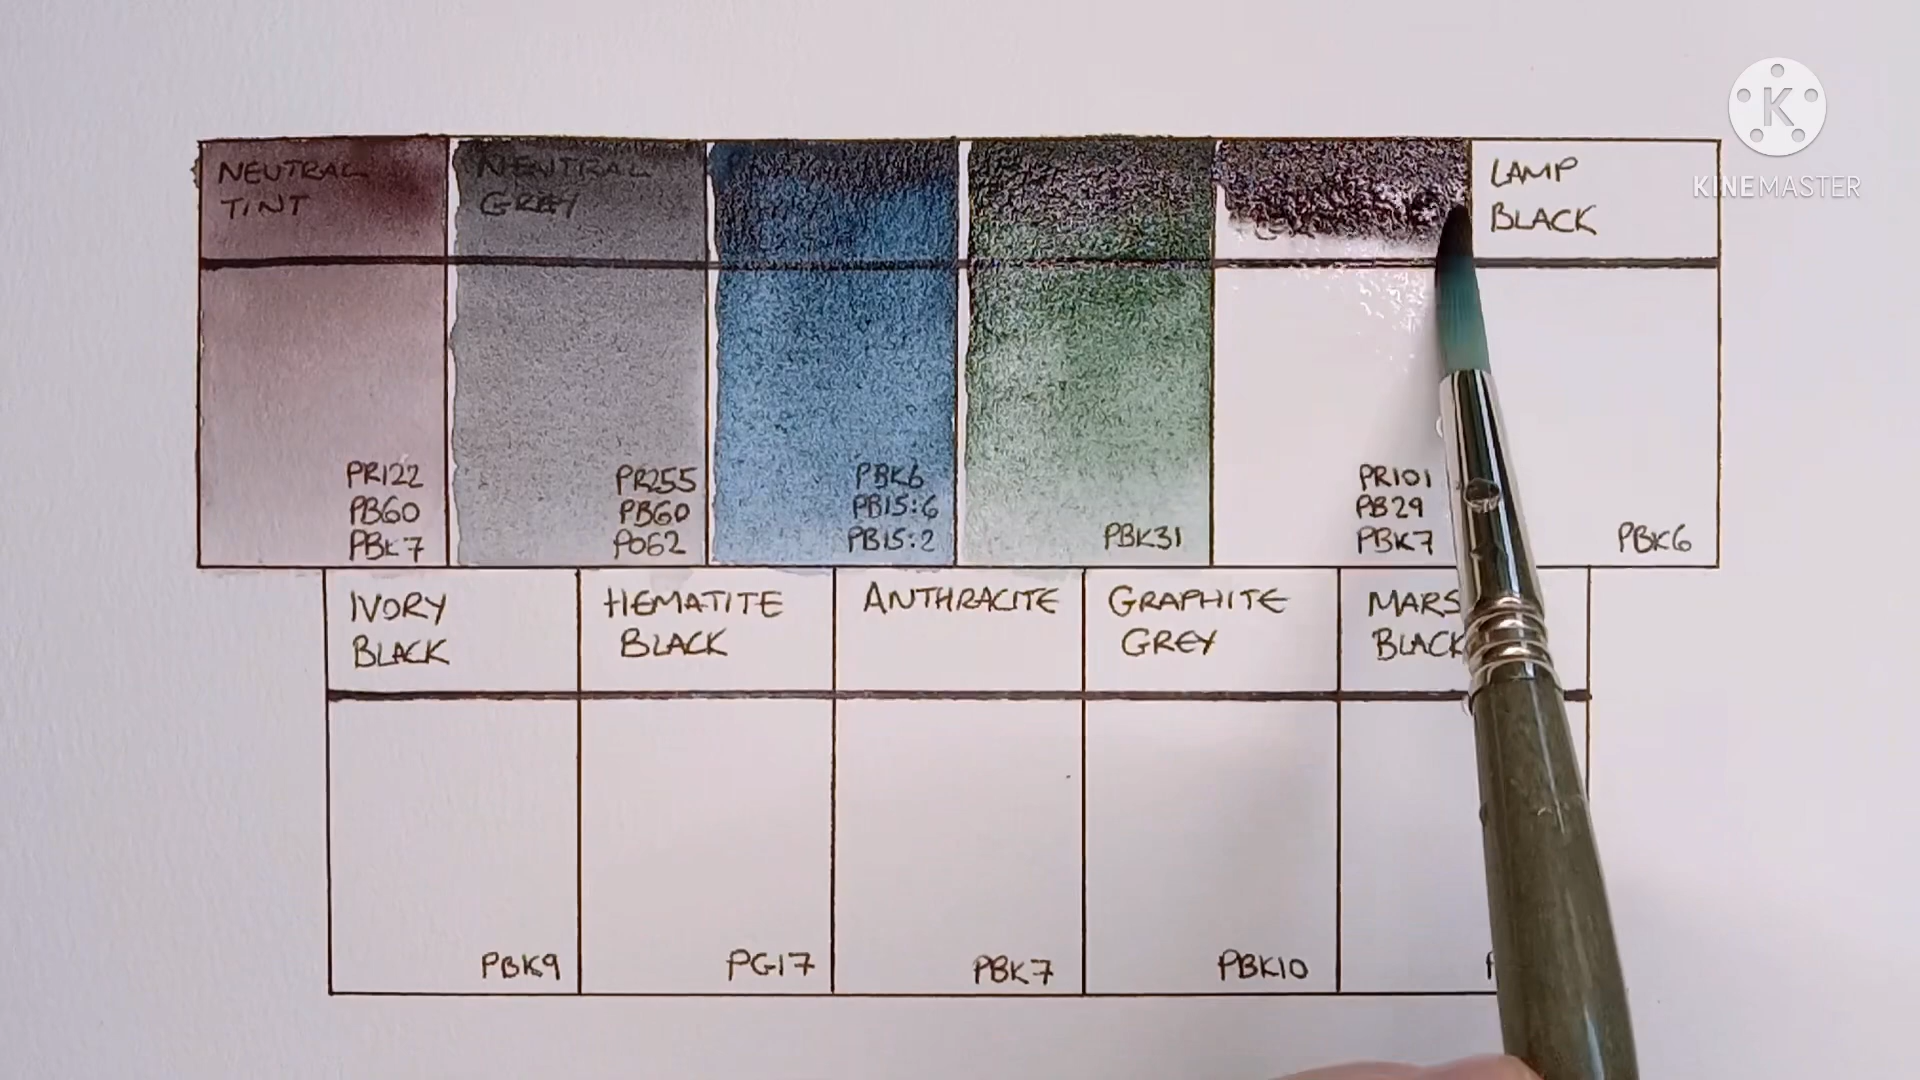 KINEMASTER
NEUTRAL
TINT
NEUTRAL
GREY
LAMP
BLACK
PR122
PB60
PBK7
PR255
PB60
PO62
PBK6
PB15:6
PB15:2
PBK31
PR101
PB29
PBK7
PBK6
IVORY
BLACK
HEMATITE
BLACK
ANTHRACITE
GRAPHITE
GREY
MARS
BLACK
PBK9
PG17
PBK7
PBK10